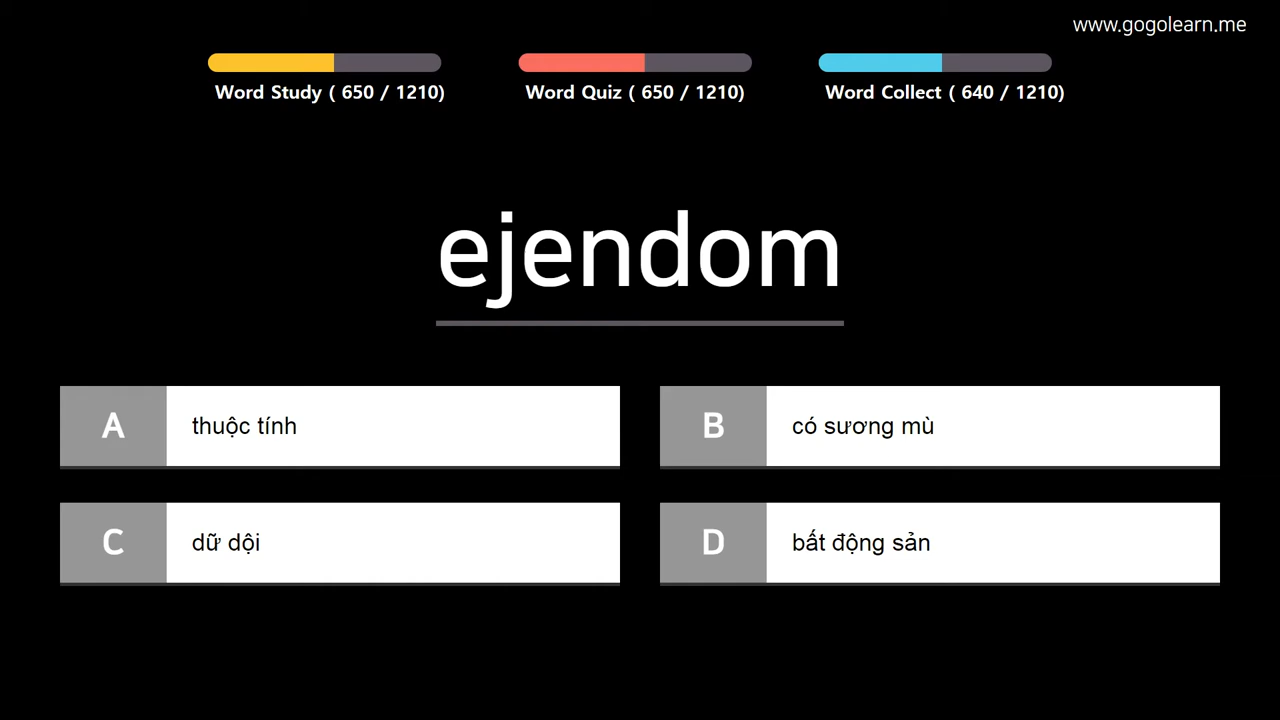 www.gogolearn.me
Word Study ( 650 / 1210)
Word Quiz ( 650 / 1210)
Word Collect ( 640 / 1210)
ejendom
A
thuộc tính
B
có sương mù
C
dữ dội
D
bất động sản